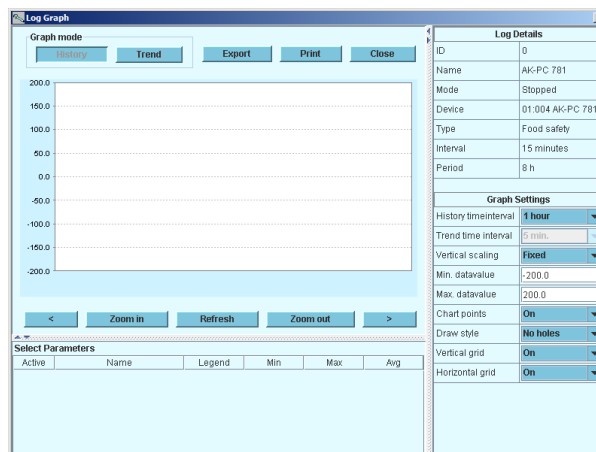 Log Graph
Graph mode
History Trend Export Print Close
200.0
150.0
100.0
50.0
0.0
-50.0
-100.0
-150.0
-200.0
< Zoom in Refresh Zoom out >
Select Parameters
Active Name Legend Min Max Avg
Log Details
ID 0
Name AK-PC 781
Mode Stopped
Device 01:004 AK-PC 781
Type Food safety
Interval 15 minutes
Period 8 h
Graph Settings
History timeinterval 1 hour
Trend time interval 5 min.
Vertical scaling Fixed
Min. datavalue -200.0
Max. datavalue 200.0
Chart points On
Draw style No holes
Vertical grid On
Horizontal grid On